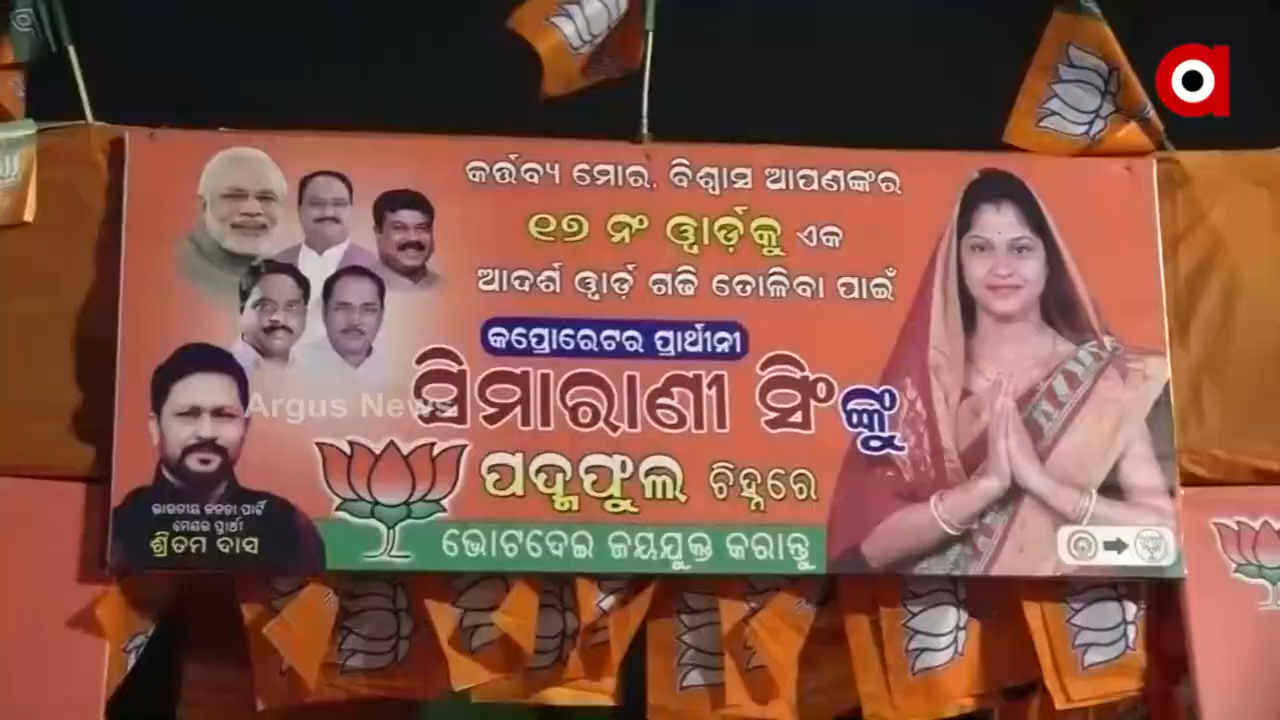 କର୍ତ୍ତବ୍ୟ ମୋର, ବିଶ୍ୱାସ ଆପଣଙ୍କର
୧୭ ନଂ ୱାର୍ଡ଼କୁ ଏକ
ଆଦର୍ଶ ୱାର୍ଡ଼ ଗଢି ତୋଳିବା ପାଇଁ
କର୍ପୋରେଟର ପ୍ରାର୍ଥୀନୀ
ସିମାରାଣୀ ସିଂଙ୍କୁ
ପଦ୍ମଫୁଲ ଚିହ୍ନରେ
ଭୋଟଦେଇ ଜୟଯୁକ୍ତ କରାନ୍ତୁ
ଭାରତୀୟ ଜନତା ପାର୍ଟି
ମେୟର ପ୍ରାର୍ଥୀ
ଶ୍ରିତମ ଦାସ
Argus News